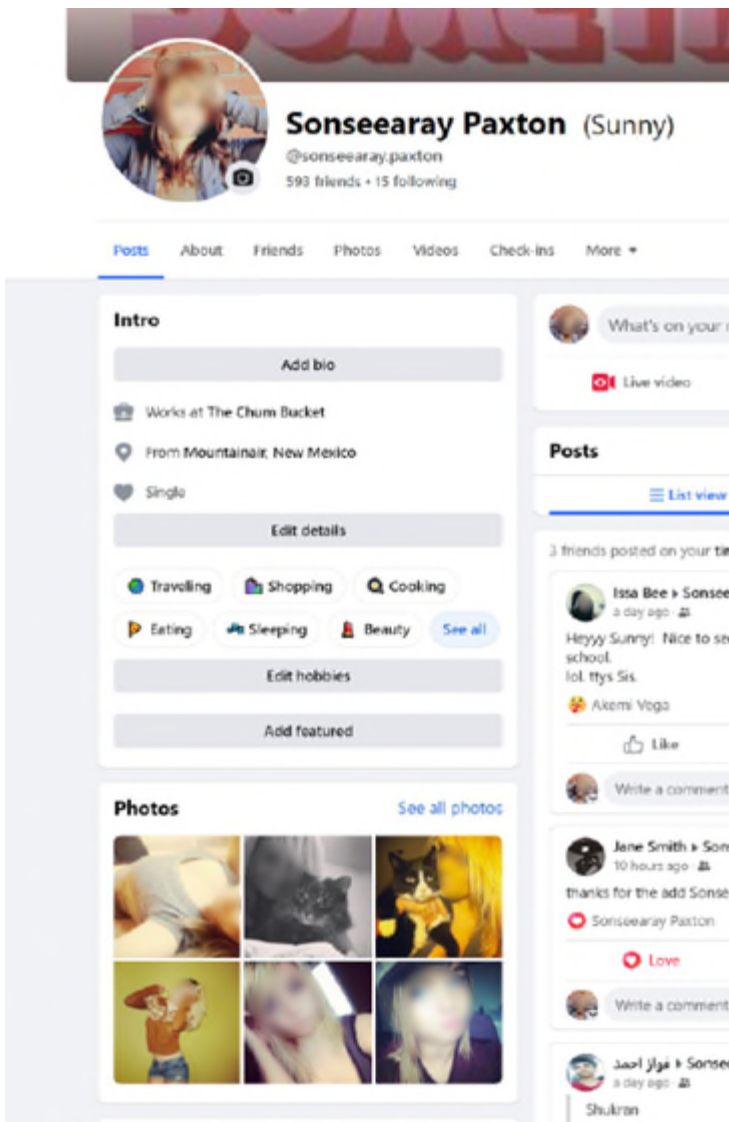 SOMETI
Sonseearay Paxton (Sunny)
@sonseearay.paxton
593 friends • 15 following
Posts About Friends Photos Videos Check-ins More
Intro
Add bio
Works at The Chum Bucket
From Mountainair, New Mexico
Single
Edit details
Traveling Shopping Cooking
Eating Sleeping Beauty See all
Edit hobbies
Add featured
Photos See all photos
What's on your
Live video
Posts
List view
3 friends posted on your
Issa Bee ▸ Sonsee
a day ago
Heyyy Sunny! Nice to
school.
lol. ttys Sis.
Akemi Vega
Like
Write a comment
Jane Smith ▸ Sons
10 hours ago
thanks for the add Sonse
Sonseearay Paxton
Love
Write a comment
فواز احمد ▸ Sonsee
a day ago
Shukran